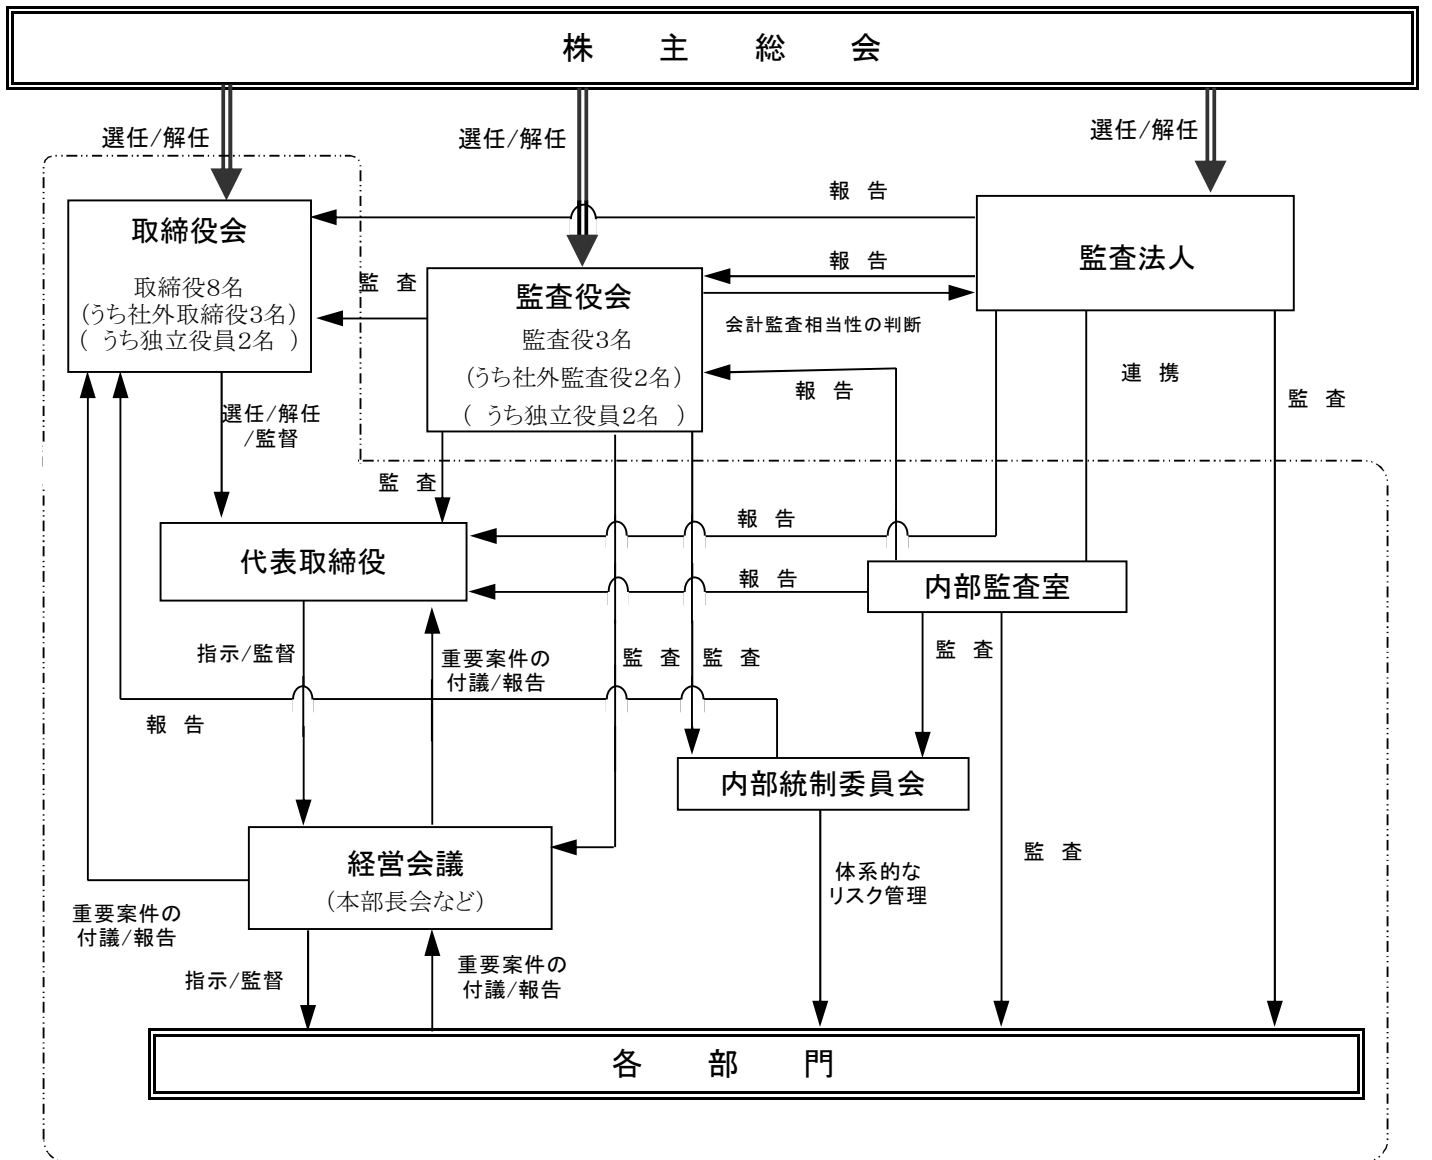 株 主 総 会
選任/解任
選任/解任
選任/解任
取締役会
取締役8名
(うち社外取締役3名)
( うち独立役員2名 )
監 査
監査役会
監査役3名
(うち社外監査役2名)
( うち独立役員2名 )
報 告
報 告
会計監査相当性の判断
監査法人
報 告
連 携
監 査
選任/解任
/監督
監 査
報 告
代表取締役
報 告
内部監査室
指示/監督
重要案件の
付議/報告
監 査
監 査
監 査
報 告
内部統制委員会
経営会議
(本部長会など)
体系的な
リスク管理
監 査
重要案件の
付議/報告
指示/監督
重要案件の
付議/報告
各 部 門